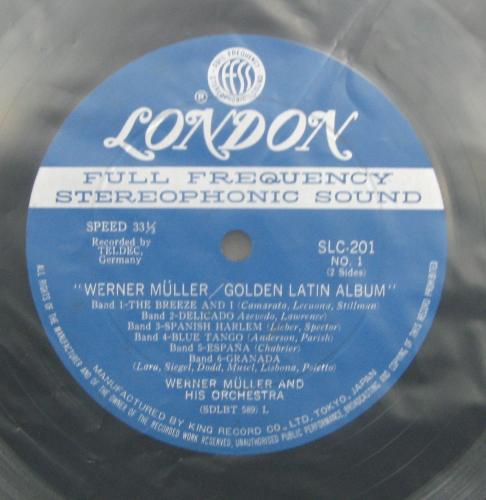 FULL FREQUENCY
STEREOPHONIC SOUND
FFSS
®
LONDON
FULL FREQUENCY
STEREOPHONIC SOUND
SPEED 33⅓
Recorded by
TELDEC,
Germany
SLC-201
NO. 1
(2 Sides)
"WERNER MÜLLER/GOLDEN LATIN ALBUM"
Band 1-THE BREEZE AND I (Camarata, Lecuona, Stillman)
Band 2-DELICADO Azevedo, Lawrence)
Band 3-SPANISH HARLEM (Lieber, Spector)
Band 4-BLUE TANGO (Anderson, Parish)
Band 5-ESPAÑA (Chabrier)
Band 6-GRANADA
(Lara, Siegel, Dodd, Musel, Lisbona, Poletto)
WERNER MÜLLER AND
HIS ORCHESTRA
(SDLBT 589) L
MANUFACTURED BY KING RECORD CO., LTD. TOKYO, JAPAN
ALL RIGHTS OF THE MANUFACTURER AND OF THE OWNER OF THE RECORDED WORK RESERVED, UNAUTHORISED PUBLIC PERFORMANCE, BROADCASTING AND COPYING OF THIS RECORD PROHIBITED